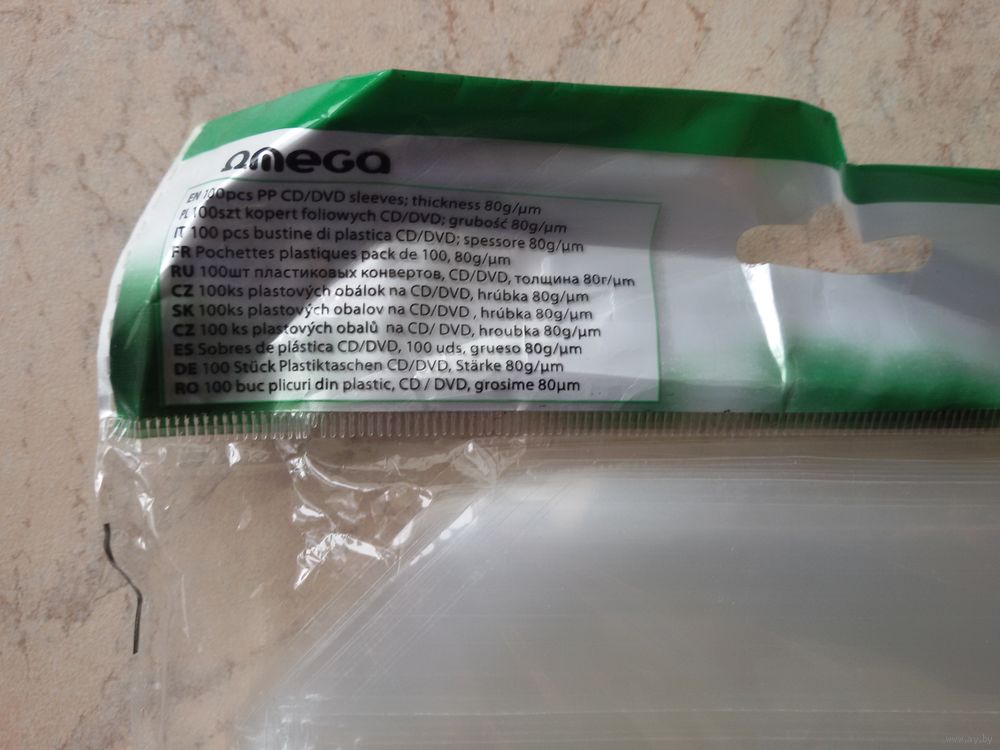 OMEGA
EN 100pcs PP CD/DVD sleeves; thickness 80g/µm
PL 100szt kopert foliowych CD/DVD; grubość 80g/µm
IT 100 pcs bustine di plastica CD/DVD; spessore 80g/µm
FR Pochettes plastiques pack de 100, 80g/µm
RU 100шт пластиковых конвертов, CD/DVD, толщина 80г/µm
CZ 100ks plastových obálok na CD/DVD, hrúbka 80g/µm
SK 100ks plastových obalov na CD/DVD , hrúbka 80g/µm
CZ 100 ks plastových obalů na CD/ DVD, hroubka 80g/µm
ES Sobres de plástica CD/DVD, 100 uds, grueso 80g/µm
DE 100 Stück Plastiktaschen CD/DVD, Stärke 80g/µm
RO 100 buc plicuri din plastic, CD / DVD, grosime 80µm
www.ay.by